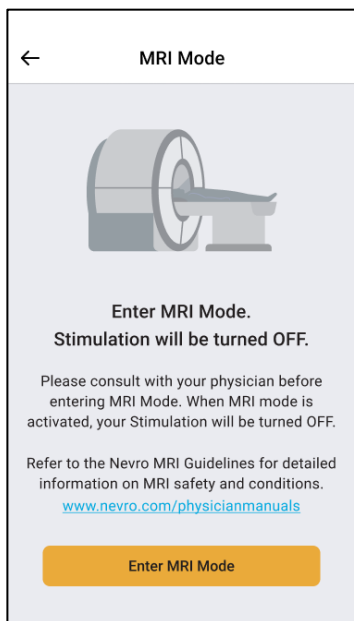 MRI Mode
Enter MRI Mode.
Stimulation will be turned OFF.
Please consult with your physician before
entering MRI Mode. When MRI mode is
activated, your Stimulation will be turned OFF.
Refer to the Nevro MRI Guidelines for detailed
information on MRI safety and conditions.
www.nevro.com/physicianmanuals
Enter MRI Mode